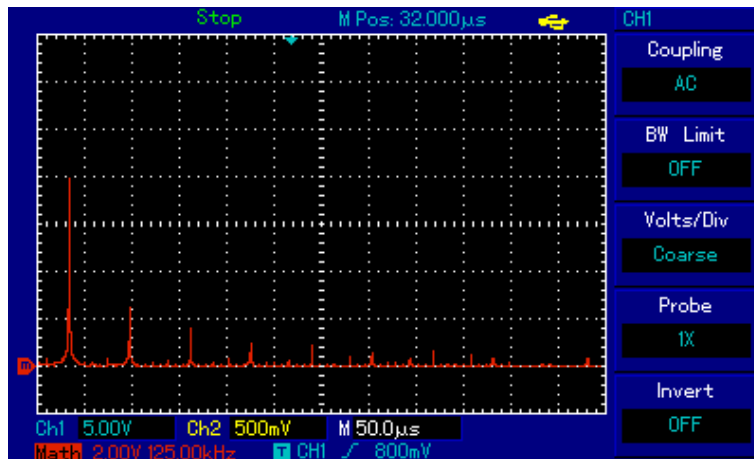 Stop M Pos: 32.000µs CH1
Coupling
AC
BW Limit
OFF
Volts/Div
Coarse
Probe
1X
Invert
OFF
m
Ch1 5.00V Ch2 500mV M 50.0µs
Math 2.00V 125.00kHz T CH1 800mV